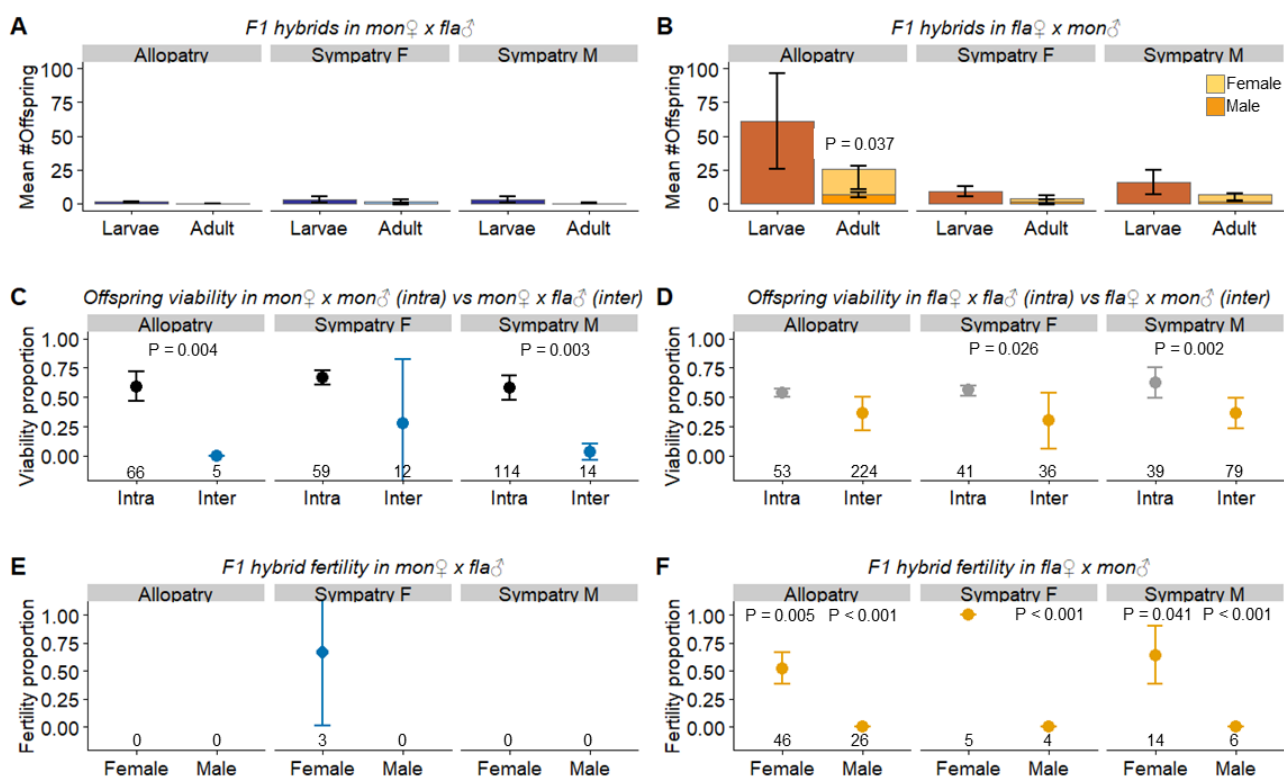 A
F1 hybrids in mon♀ x fla♂
Allopatry Sympatry F Sympatry M
Mean #Offspring
100
75
50
25
0
Larvae Adult Larvae Adult Larvae Adult
B
F1 hybrids in fla♀ x mon♂
Allopatry Sympatry F Sympatry M
Mean #Offspring
100
75
50
25
0
Female
Male
P = 0.037
Larvae Adult Larvae Adult Larvae Adult
C
Offspring viability in mon♀ x mon♂ (intra) vs mon♀ x fla♂ (inter)
Allopatry Sympatry F Sympatry M
Viability proportion
1.00
0.75
0.50
0.25
0.00
P = 0.004 P = 0.003
66 5 59 12 114 14
Intra Inter Intra Inter Intra Inter
D
Offspring viability in fla♀ x fla♂ (intra) vs fla♀ x mon♂ (inter)
Allopatry Sympatry F Sympatry M
Viability proportion
1.00
0.75
0.50
0.25
0.00
P = 0.026 P = 0.002
53 224 41 36 39 79
Intra Inter Intra Inter Intra Inter
E
F1 hybrid fertility in mon♀ x fla♂
Allopatry Sympatry F Sympatry M
Fertility proportion
1.00
0.75
0.50
0.25
0.00
0 0 3 0 0 0
Female Male Female Male Female Male
F
F1 hybrid fertility in fla♀ x mon♂
Allopatry Sympatry F Sympatry M
Fertility proportion
1.00
0.75
0.50
0.25
0.00
P = 0.005 P < 0.001 P < 0.001 P = 0.041 P < 0.001
46 26 5 4 14 6
Female Male Female Male Female Male